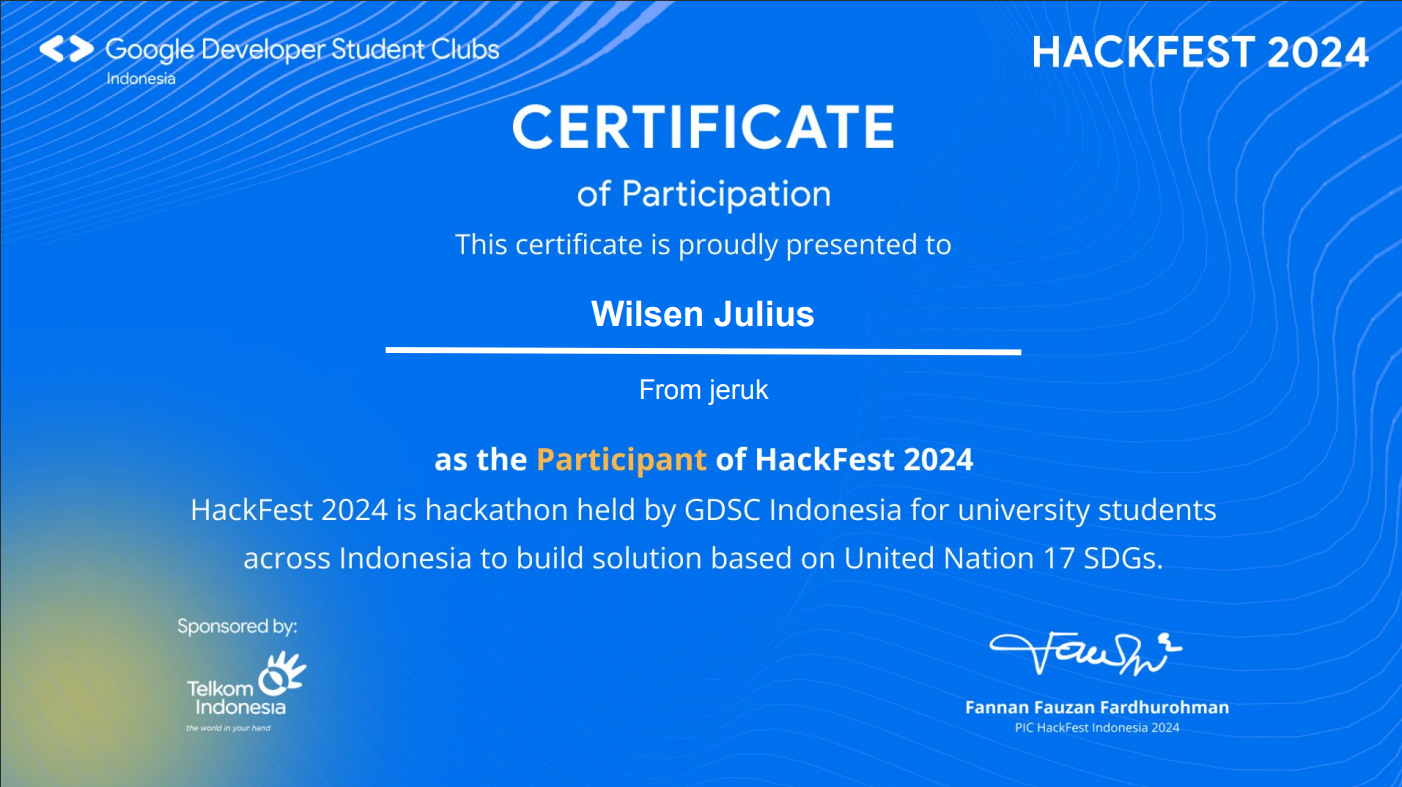 Google Developer Student Clubs
Indonesia
HACKFEST 2024
CERTIFICATE
of Participation
This certificate is proudly presented to
Wilsen Julius
From jeruk
as the Participant of HackFest 2024
HackFest 2024 is hackathon held by GDSC Indonesia for university students
across Indonesia to build solution based on United Nation 17 SDGs.
Sponsored by:
Telkom
Indonesia
the world in your hand
Fannan Fauzan Fardhurohman
PIC HackFest Indonesia 2024